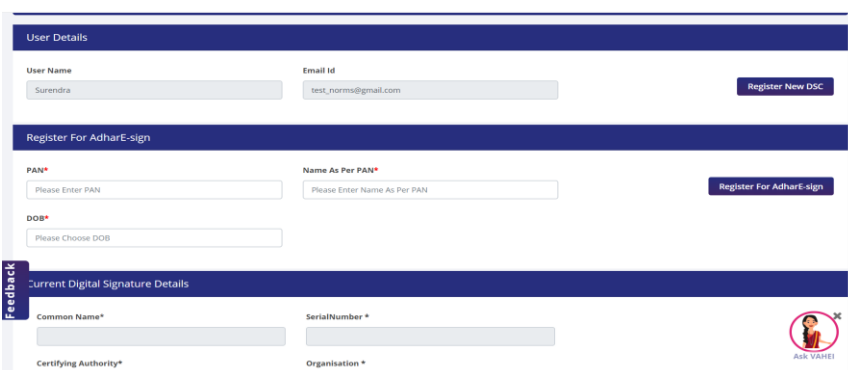 User Details
User Name Email Id
Surendra test_norms@gmail.com Register New DSC
Register For AdharE-sign
PAN* Name As Per PAN*
Please Enter PAN Please Enter Name As Per PAN Register For AdharE-sign
DOB*
Please Choose DOB
Feedback
Current Digital Signature Details
Common Name* SerialNumber *
Ask VAHEI
Certifying Authority* Organisation *